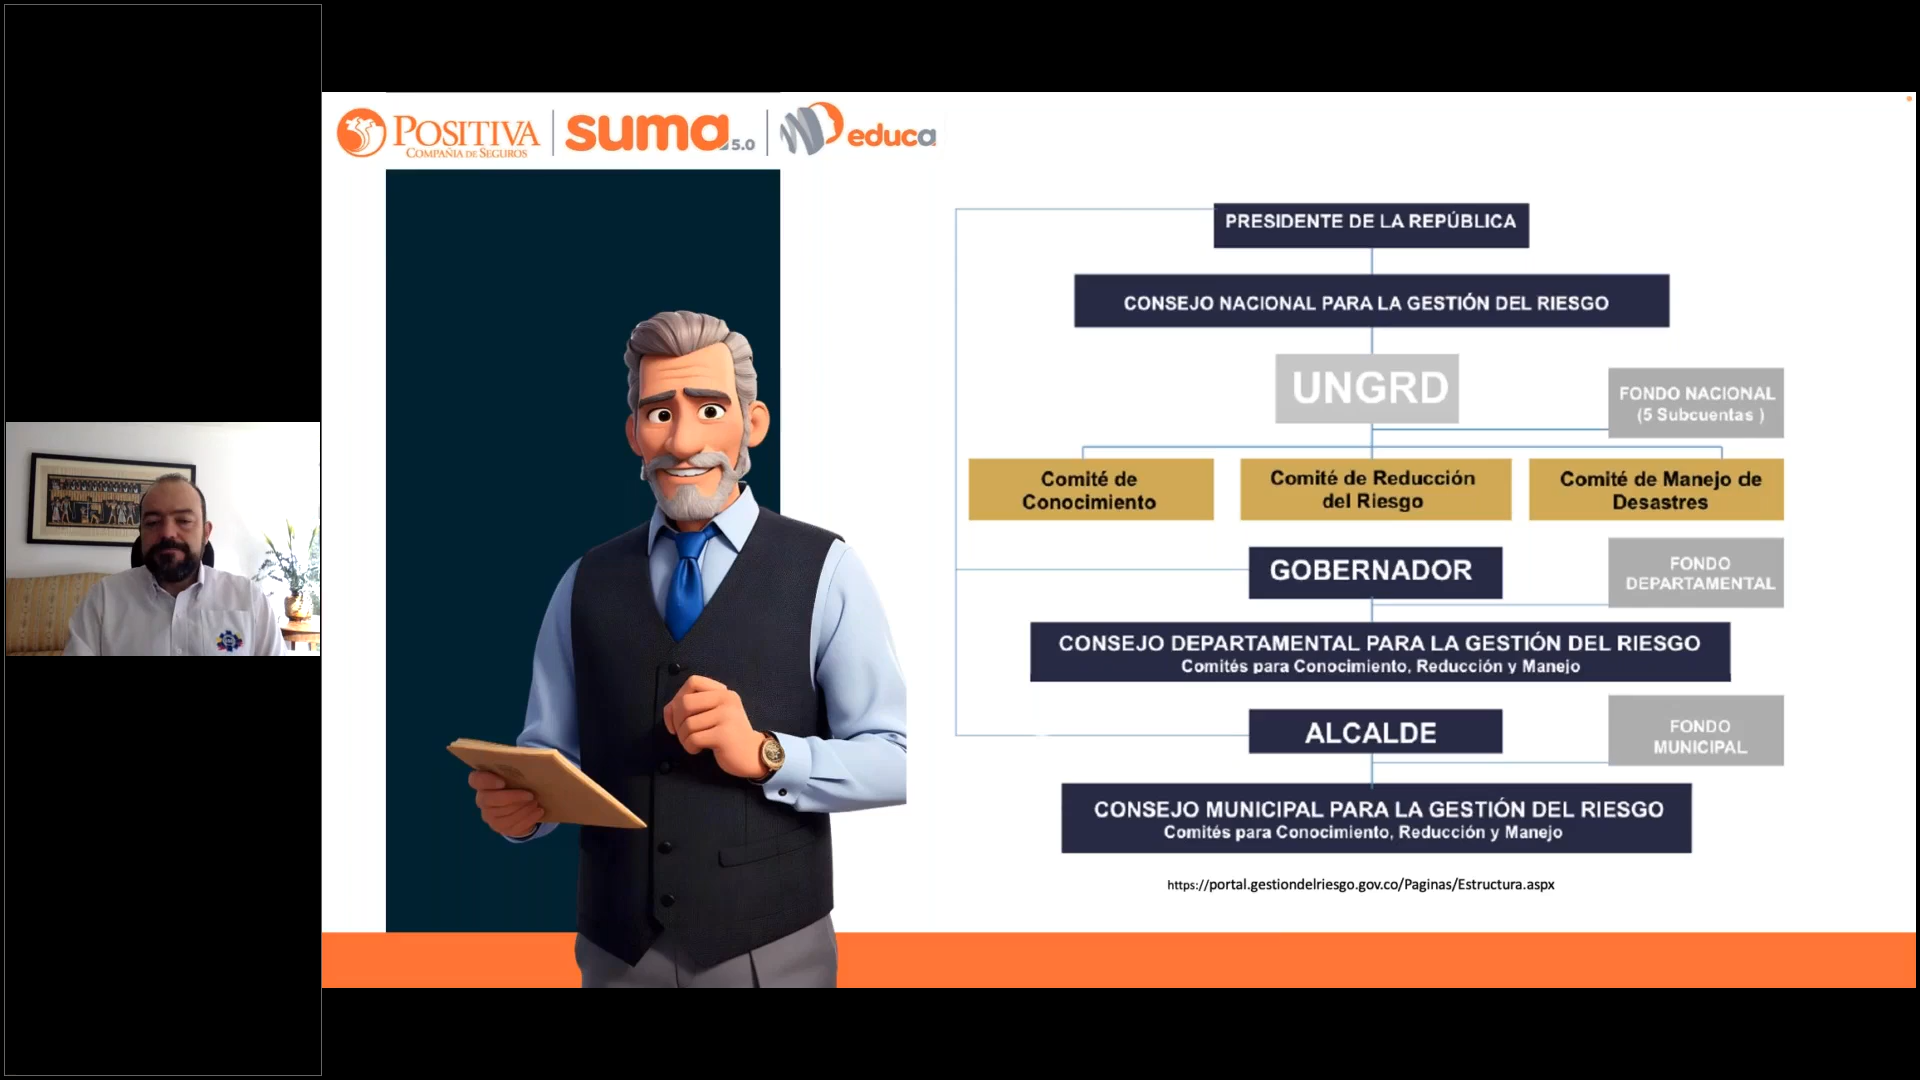 POSITIVA
COMPAÑIA DE SEGUROS
suma 5.0
educa
PRESIDENTE DE LA REPÚBLICA
CONSEJO NACIONAL PARA LA GESTIÓN DEL RIESGO
UNGRD
FONDO NACIONAL
(5 Subcuentas )
Comité de
Conocimiento
Comité de Reducción
del Riesgo
Comité de Manejo de
Desastres
GOBERNADOR
FONDO
DEPARTAMENTAL
CONSEJO DEPARTAMENTAL PARA LA GESTIÓN DEL RIESGO
Comités para Conocimiento, Reducción y Manejo
ALCALDE
FONDO
MUNICIPAL
CONSEJO MUNICIPAL PARA LA GESTIÓN DEL RIESGO
Comités para Conocimiento, Reducción y Manejo
https://portal.gestiondelriesgo.gov.co/Paginas/Estructura.aspx